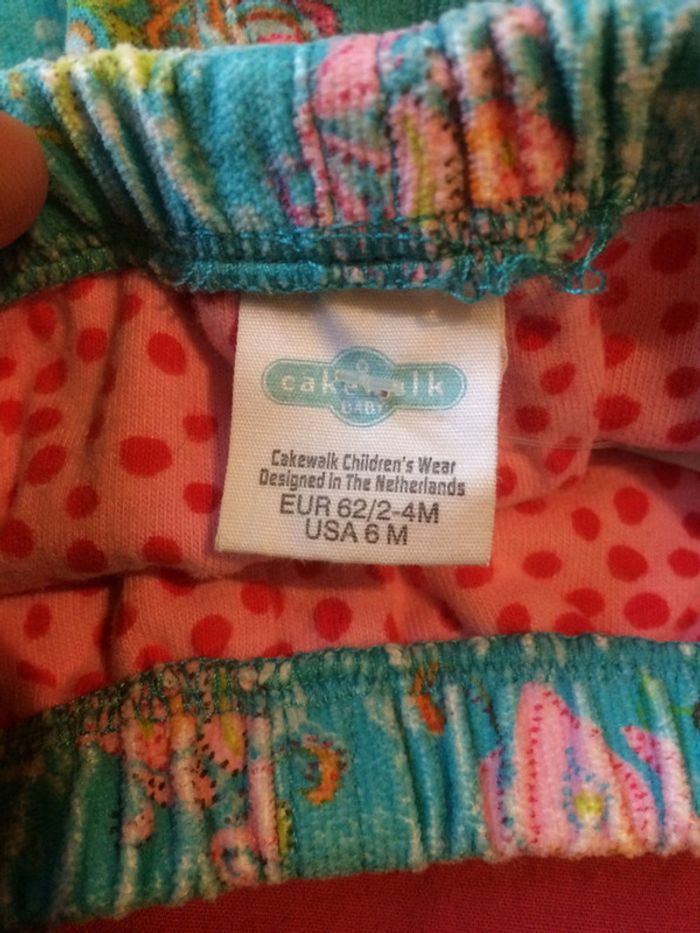 cakewalk
BABY
Cakewalk Children's Wear
Designed in The Netherlands
EUR 62/2-4M
USA 6 M